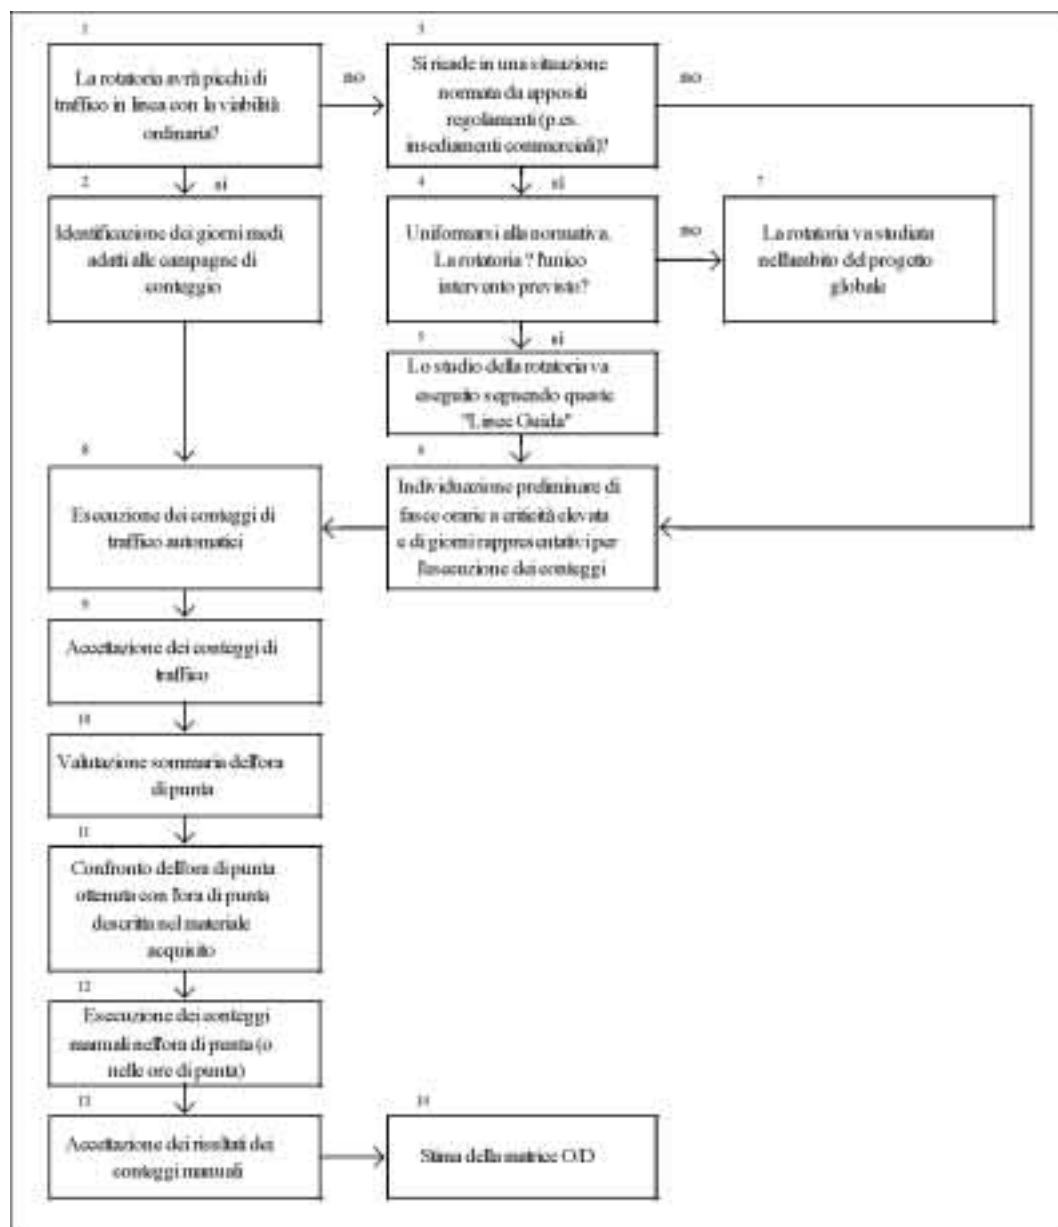 1
La rotatoria avrà picchi di
traffico in linea con la viabilità
ordinaria?
no
3
Si ricade in una situazione
normata da appositi
regolamenti (p.es.
insediamenti commerciali)?
no
sì
2
Identificazione dei giorni medi
adatti alle campagne di
conteggio
sì
4
Uniformarsi alla normativa.
La rotatoria ? l'unico
intervento previsto?
no
7
La rotatoria va studiata
nell'ambito del progetto
globale
sì
5
Lo studio della rotatoria va
eseguito seguendo queste
"Linee Guida"
6
Individuazione preliminare di
fasce orarie a criticità elevata
e di giorni rappresentativi per
l'esecuzione dei conteggi
8
Esecuzione dei conteggi di
traffico automatici
9
Accettazione dei conteggi di
traffico
10
Valutazione sommaria dell'ora
di punta
11
Confronto dell'ora di punta
ottenuta con l'ora di punta
descritta nel materiale
acquisito
12
Esecuzione dei conteggi
manuali nell'ora di punta (o
nelle ore di punta)
13
Accettazione dei risultati dei
conteggi manuali
14
Stima della matrice O/D